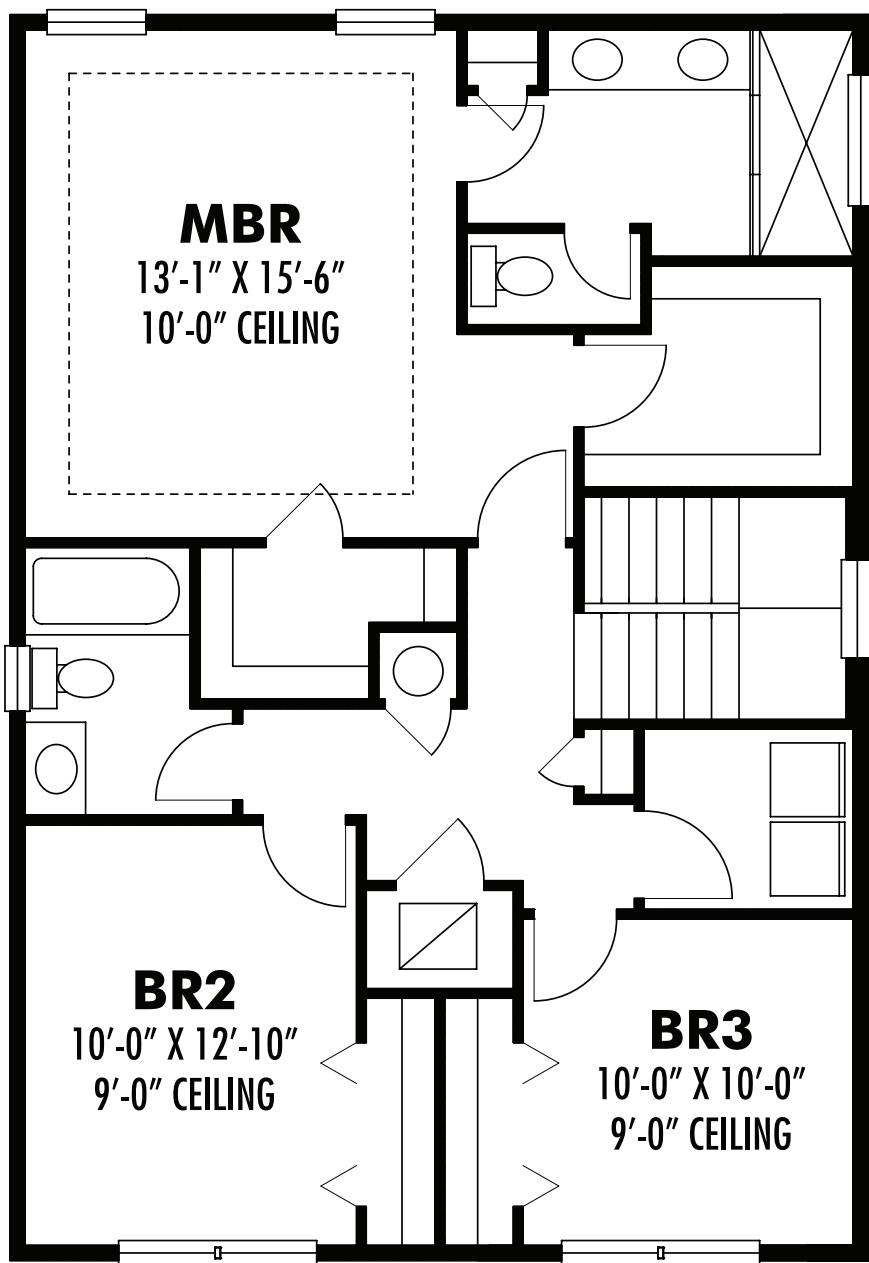 MBR
13′-1″ X 15′-6″
10′-0″ CEILING
BR2
10′-0″ X 12′-10″
9′-0″ CEILING
BR3
10′-0″ X 10′-0″
9′-0″ CEILING